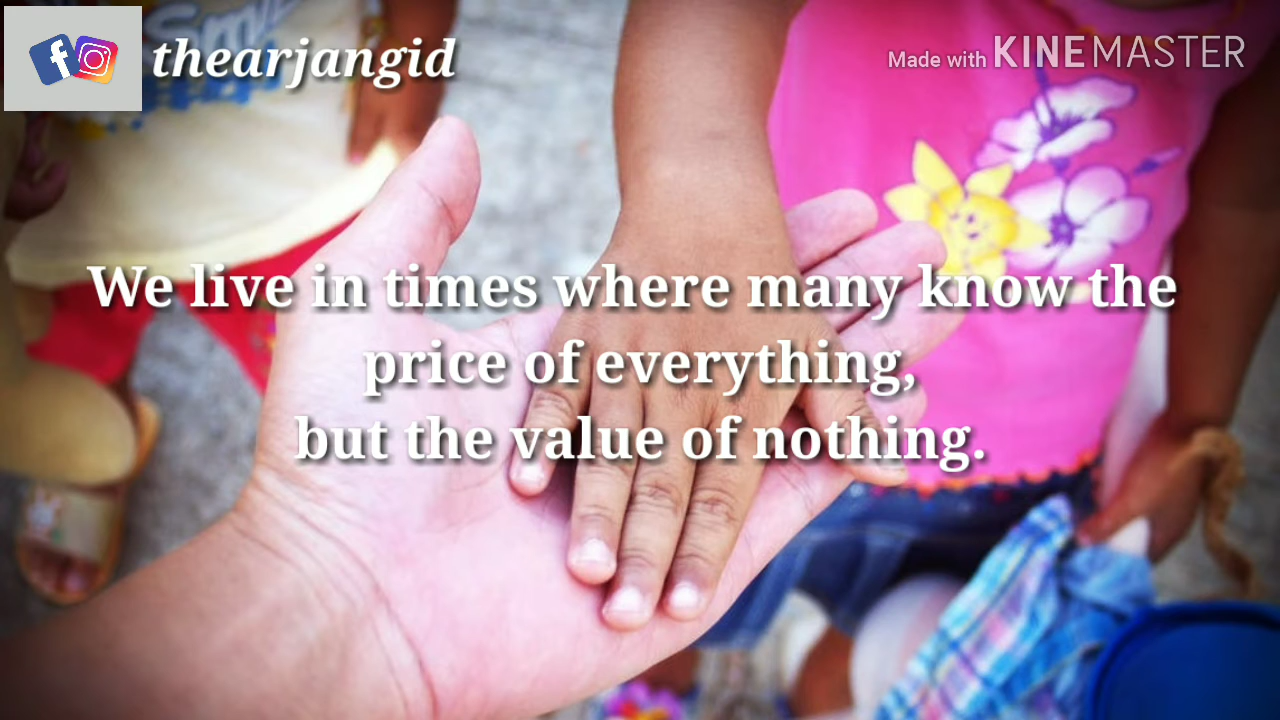 thearjangid
Made with KINEMASTER
We live in times where many know the
price of everything,
but the value of nothing.